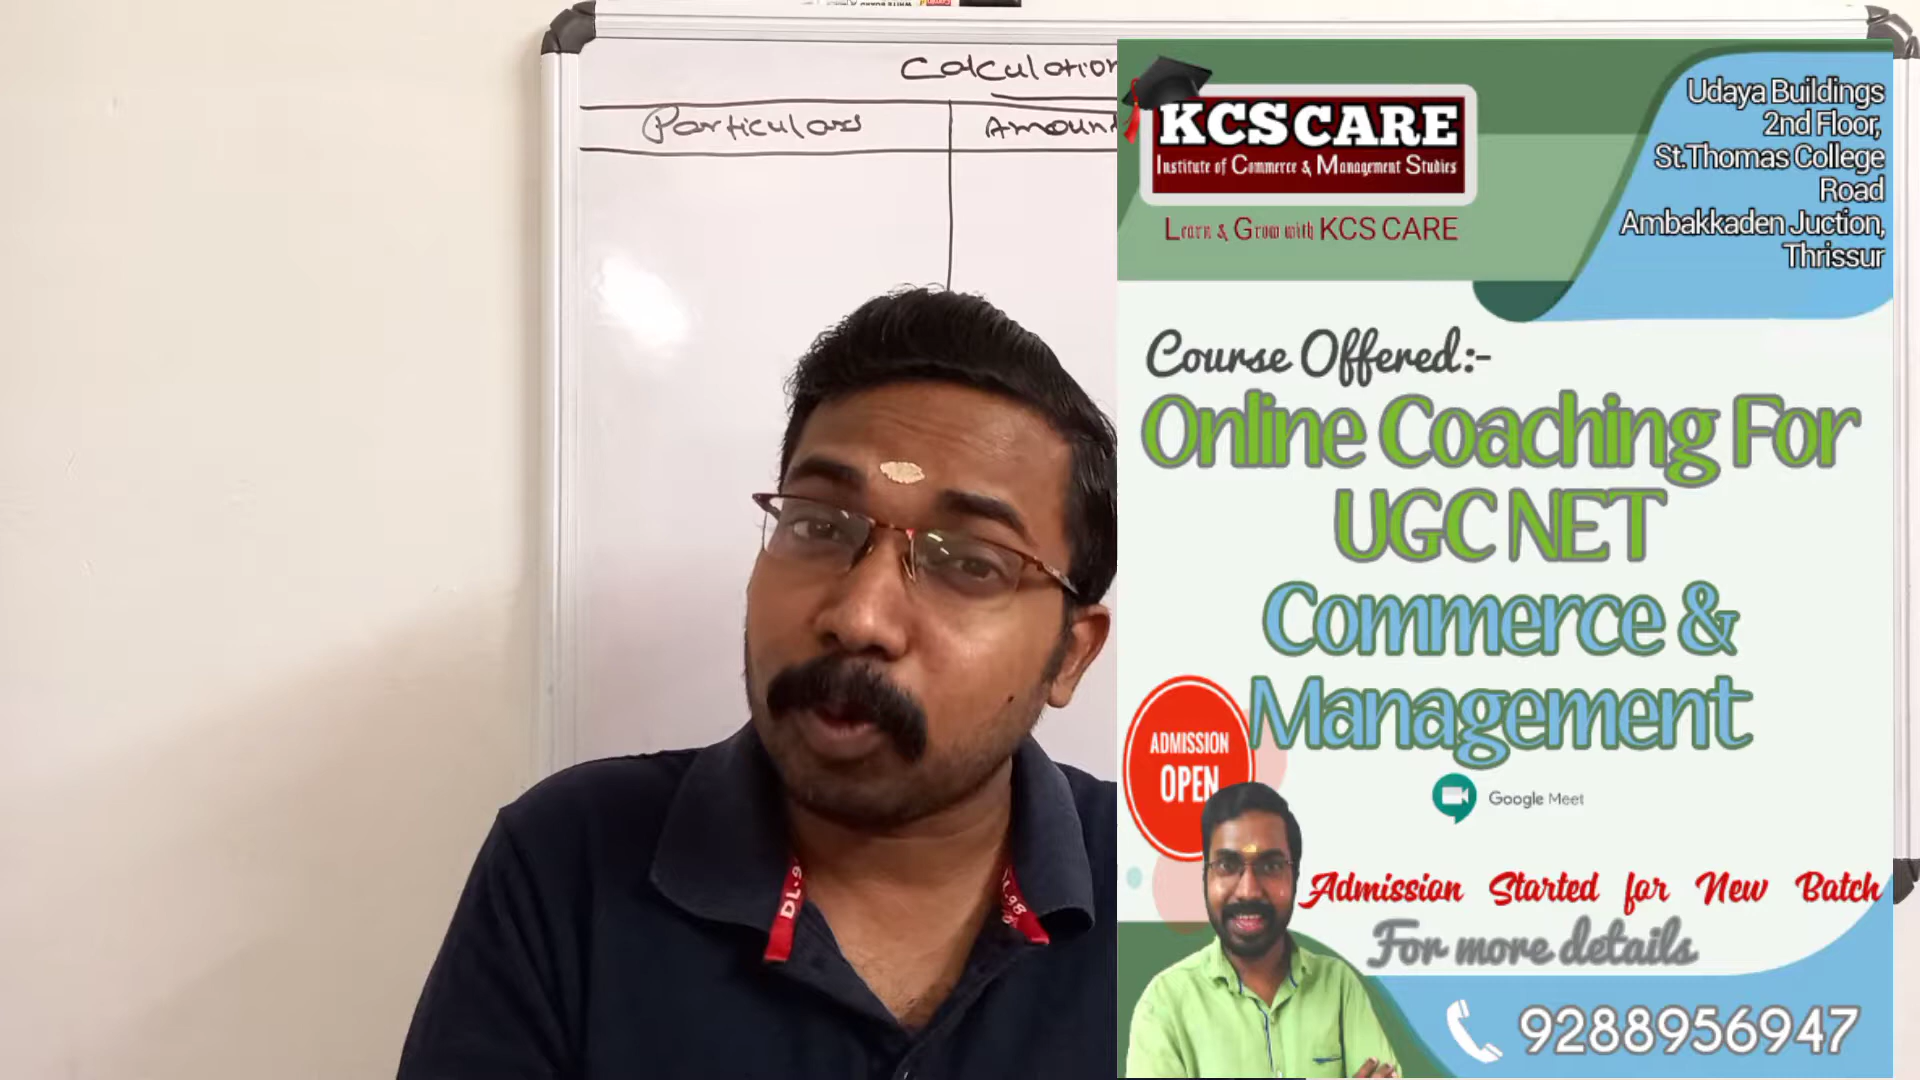 Calculation
Particulars
Amount
KCS CARE
Institute of Commerce & Management Studies
Learn & Grow with KCS CARE
Udaya Buildings
2nd Floor,
St.Thomas College
Road
Ambakkaden Juction,
Thrissur
Course Offered:-
Online Coaching For
UGC NET
Commerce &
Management
ADMISSION
OPEN
Google Meet
Admission Started for New Batch
For more details
9288956947